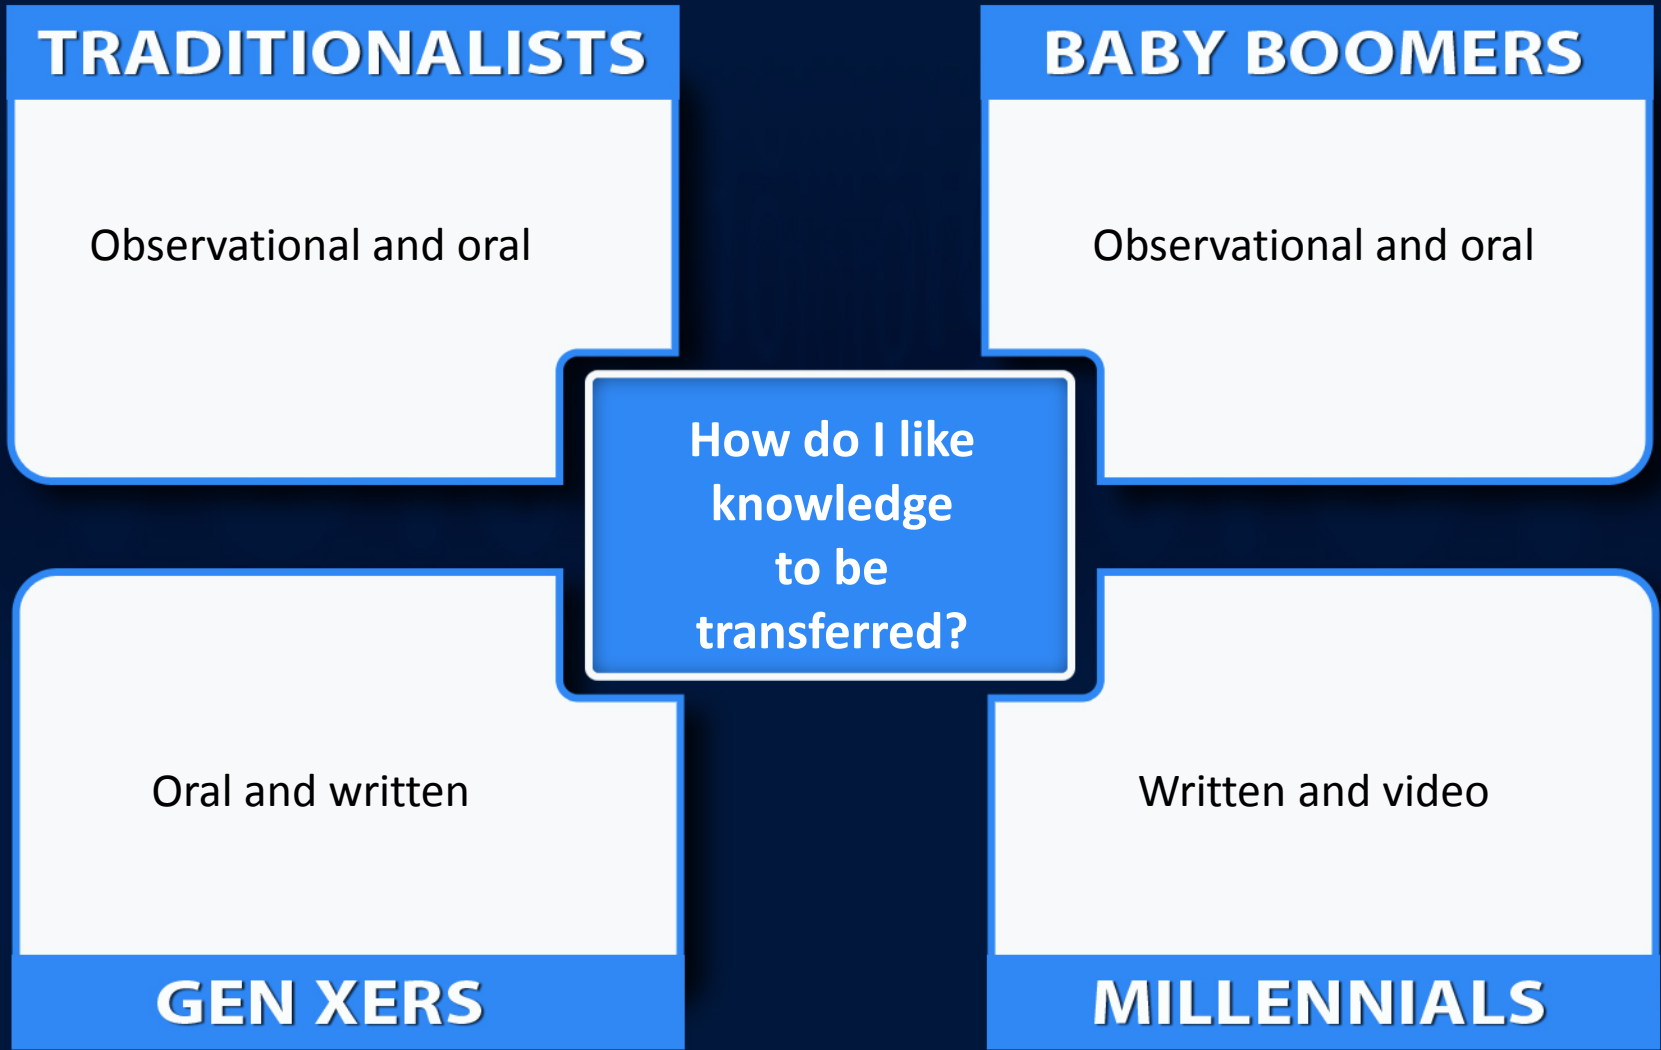 TRADITIONALISTS
Observational and oral
BABY BOOMERS
Observational and oral
How do I like
knowledge
to be
transferred?
Oral and written
GEN XERS
Written and video
MILLENNIALS